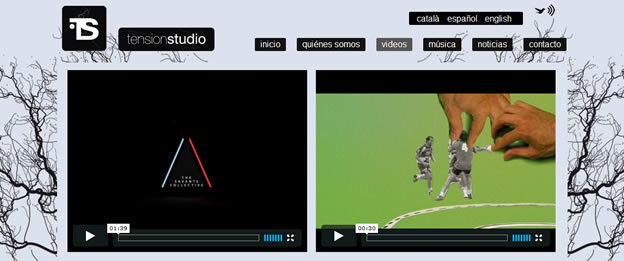 català español english
TS
tensionstudio
inicio quiénes somos videos música noticias contacto
THE
SAVANTS
COLLECTIVE
4
01:39
00:30